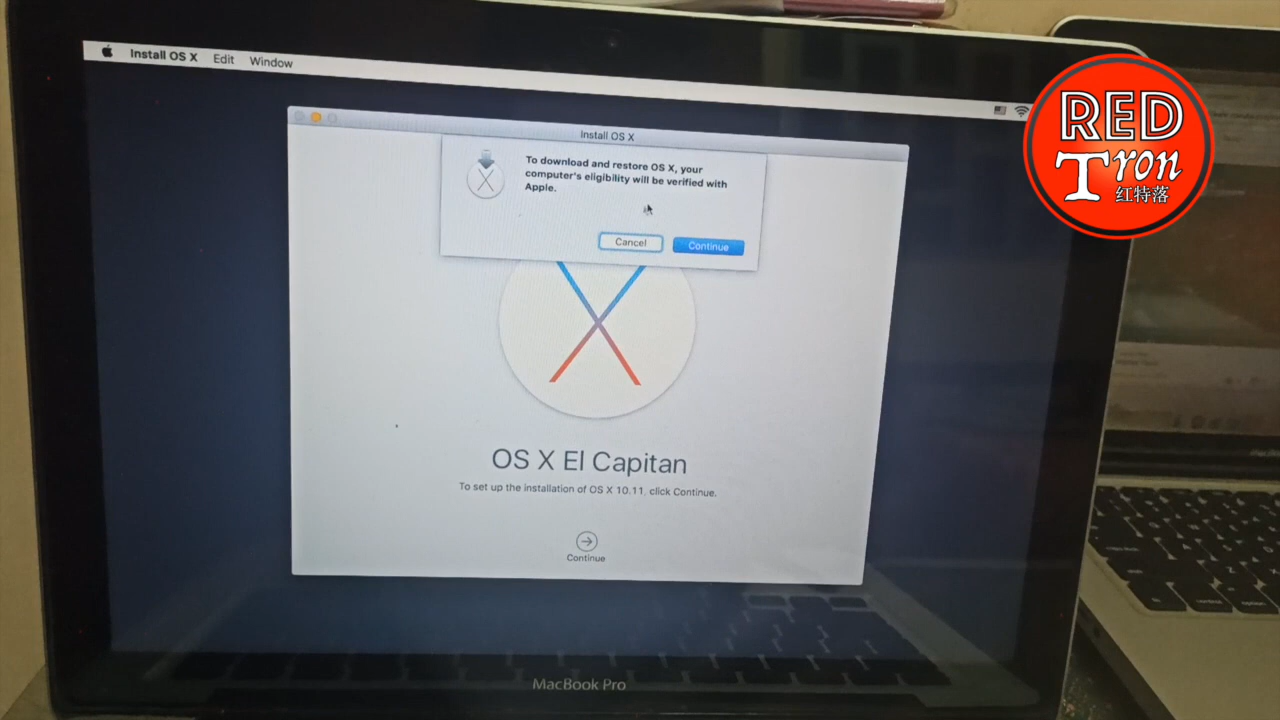 Install OS X Edit Window
Install OS X
To download and restore OS X, your
computer's eligibility will be verified with
Apple.
Cancel Continue
OS X El Capitan
To set up the installation of OS X 10.11, click Continue.
Continue
MacBook Pro
RED
Tron
红特落